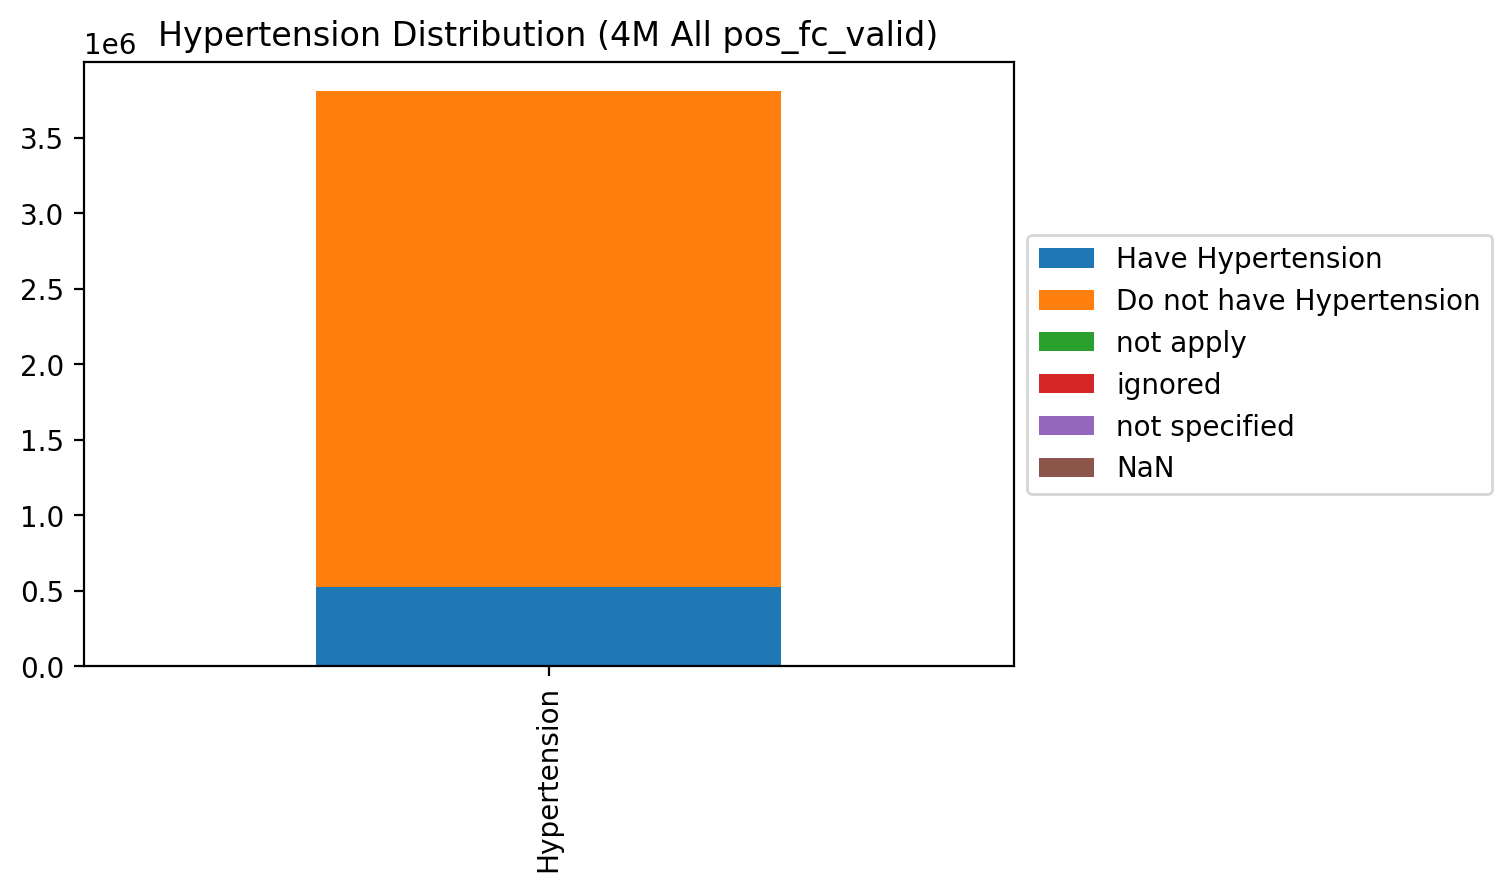 1e6
Hypertension Distribution (4M All pos_fc_valid)
3.5
3.0
2.5
2.0
1.5
1.0
0.5
0.0
Hypertension
Have Hypertension
Do not have Hypertension
not apply
ignored
not specified
NaN